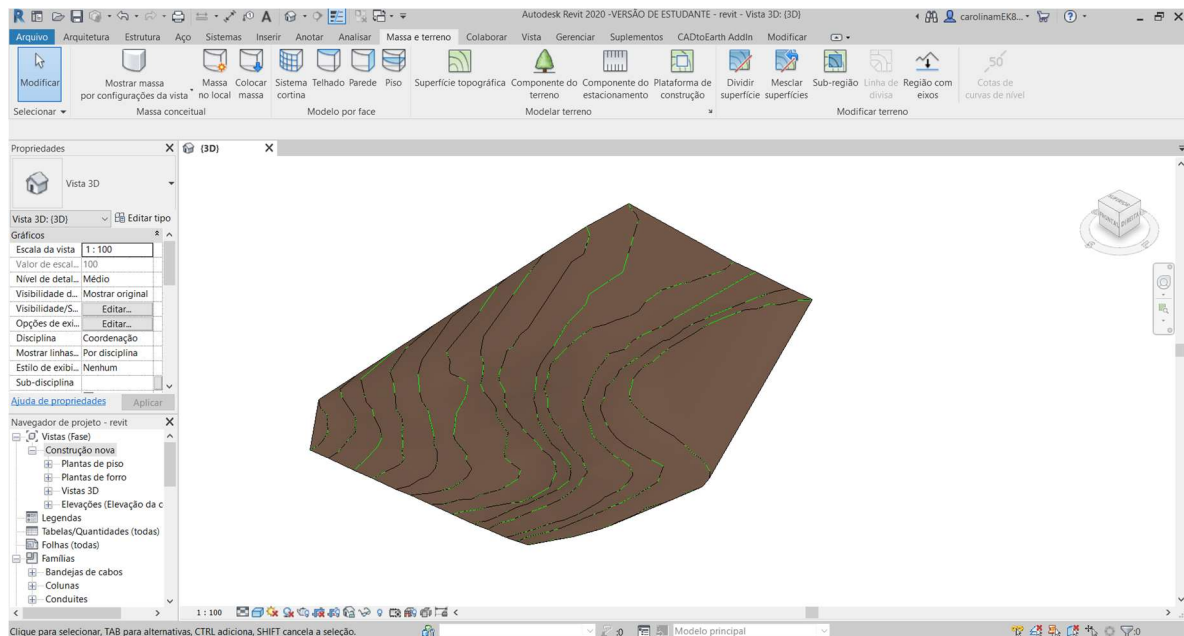 Autodesk Revit 2020 -VERSÃO DE ESTUDANTE - revit - Vista 3D: {3D}
carolinamEK8...
Arquivo Arquitetura Estrutura Aço Sistemas Inserir Anotar Analisar Massa e terreno Colaborar Vista Gerenciar Suplementos CADtoEarth AddIn Modificar
Modificar
Mostrar massa
por configurações da vista
Massa
no local
Colocar
massa
Sistema
cortina
Telhado
Parede
Piso
Superfície topográfica
Componente do
terreno
Componente do
estacionamento
Plataforma de
construção
Dividir
superfície
Mesclar
superfícies
Sub-região
Linha de
divisa
Região com
eixos
50
Cotas de
curvas de nível
Selecionar
Massa conceitual
Modelo por face
Modelar terreno
Modificar terreno
Propriedades
{3D}
Vista 3D
Vista 3D: {3D}
Editar tipo
Gráficos
Escala da vista 1 : 100
Valor de escal... 100
Nível de detal... Médio
Visibilidade d... Mostrar original
Visibilidade/S... Editar...
Opções de exi... Editar...
Disciplina Coordenação
Mostrar linhas... Por disciplina
Estilo de exibi... Nenhum
Sub-disciplina
Ajuda de propriedades
Aplicar
Navegador de projeto - revit
Vistas (Fase)
Construção nova
Plantas de piso
Plantas de forro
Vistas 3D
Elevações (Elevação da c
Legendas
Tabelas/Quantidades (todas)
Folhas (todas)
Famílias
Bandejas de cabos
Colunas
Conduites
1 : 100
Clique para selecionar, TAB para alternativas, CTRL adiciona, SHIFT cancela a seleção.
:0
Modelo principal
:0